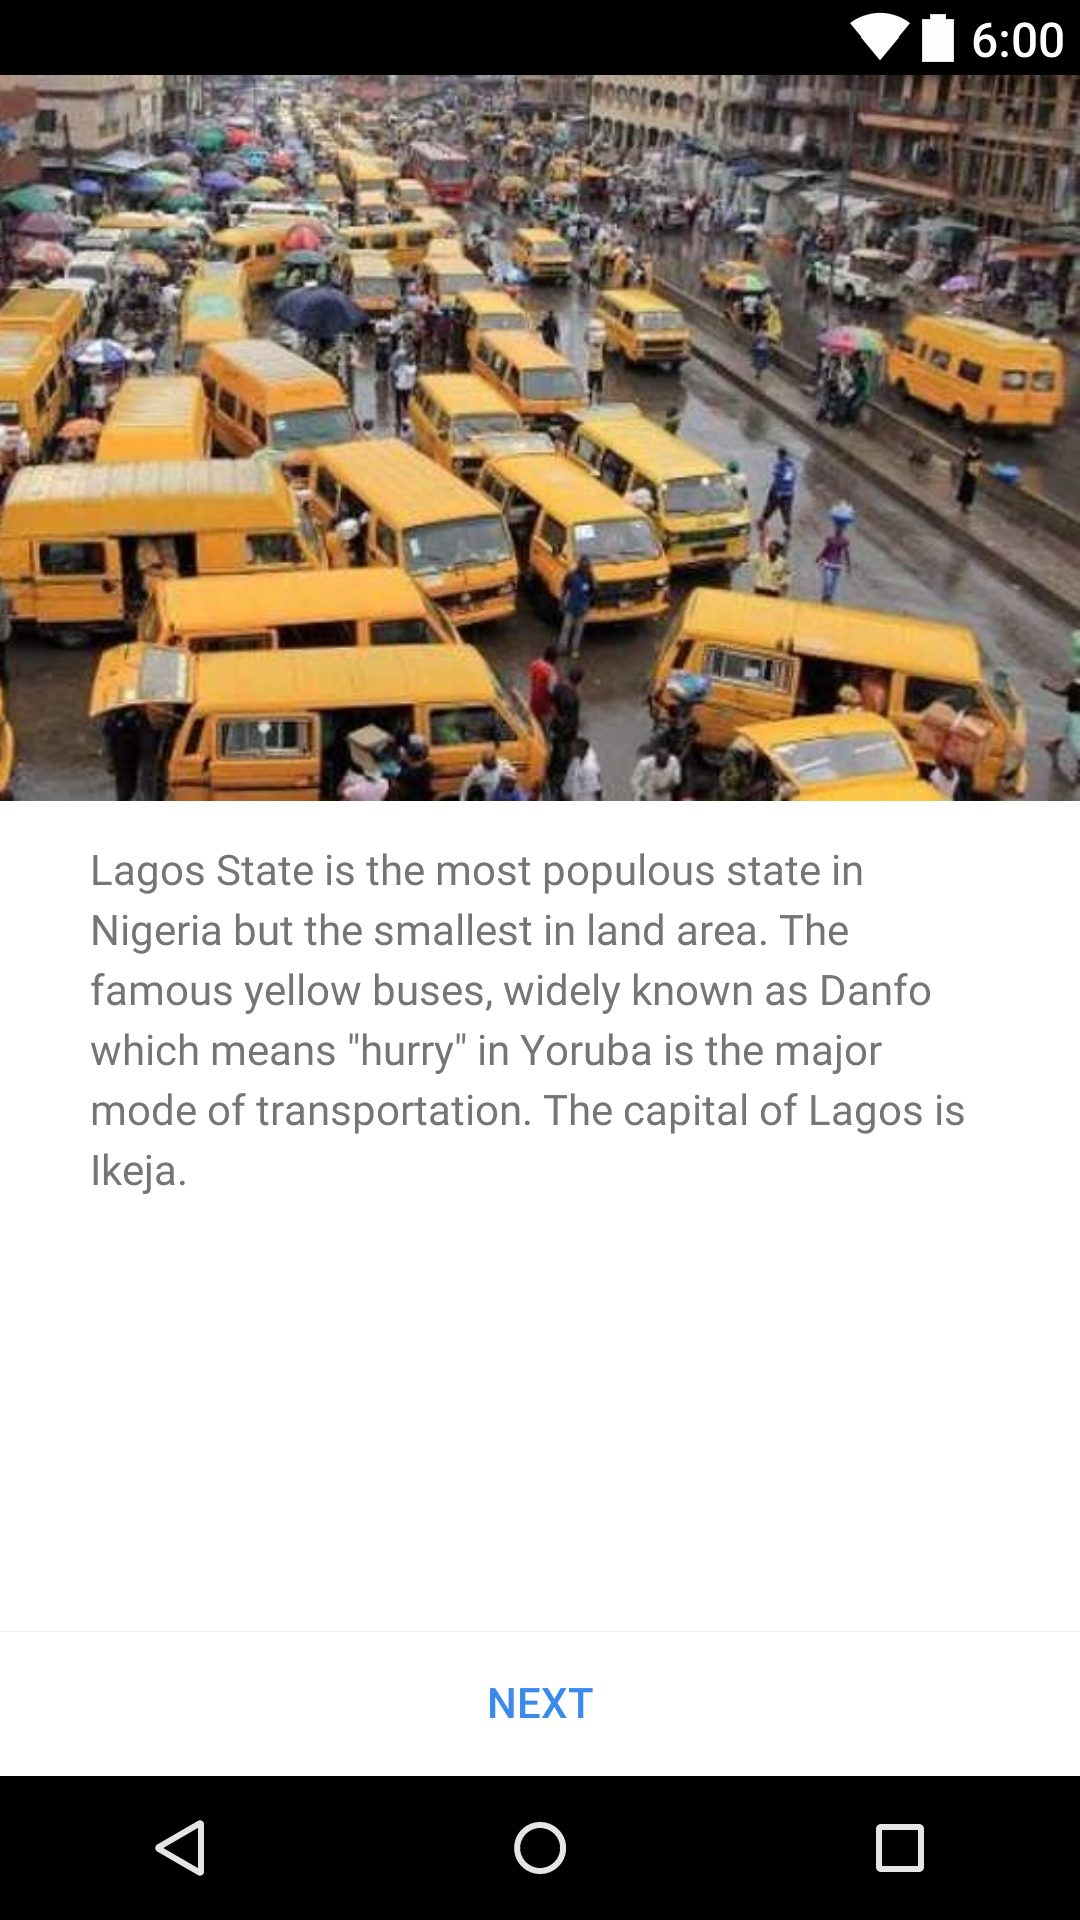 6:00
Lagos State is the most populous state in
Nigeria but the smallest in land area. The
famous yellow buses, widely known as Danfo
which means "hurry" in Yoruba is the major
mode of transportation. The capital of Lagos is
Ikeja.
NEXT